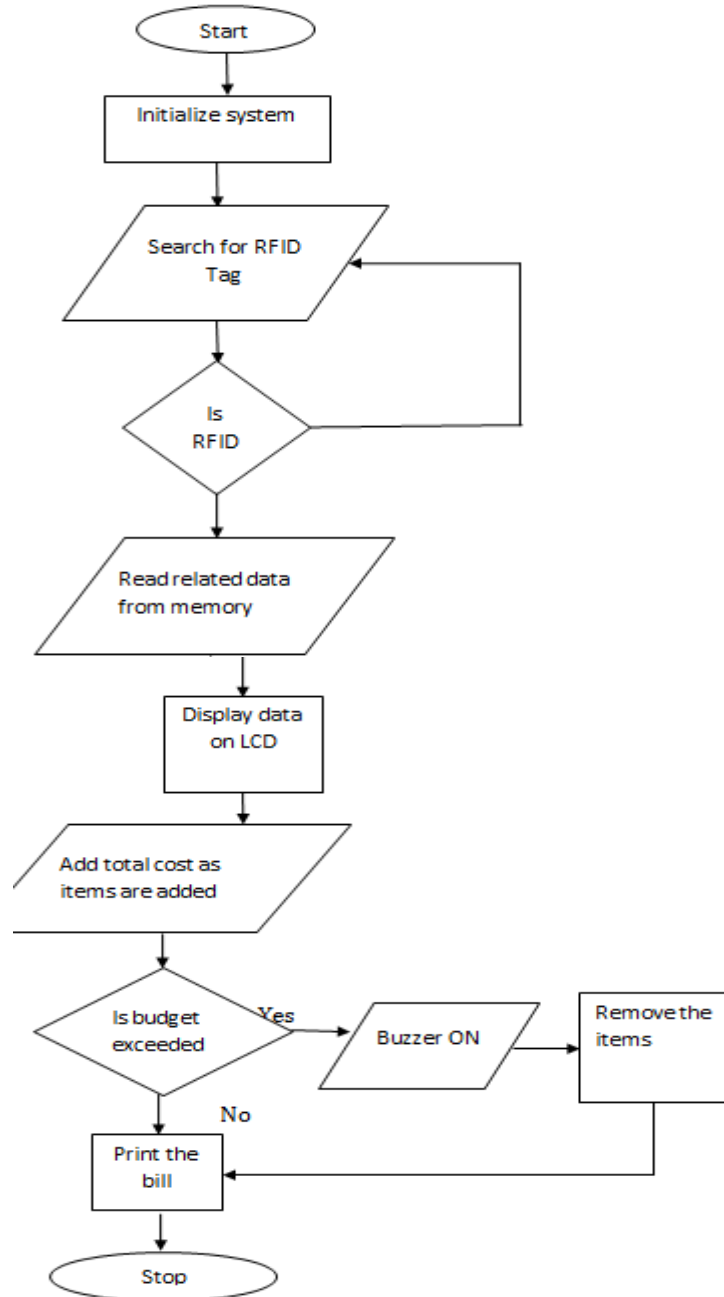 Start
Initialize system
Search for RFID
Tag
Is
RFID
Read related data
from memory
Display data
on LCD
Add total cost as
items are added
Is budget
exceeded
Yes
Buzzer ON
Remove the
items
No
Print the
bill
Stop